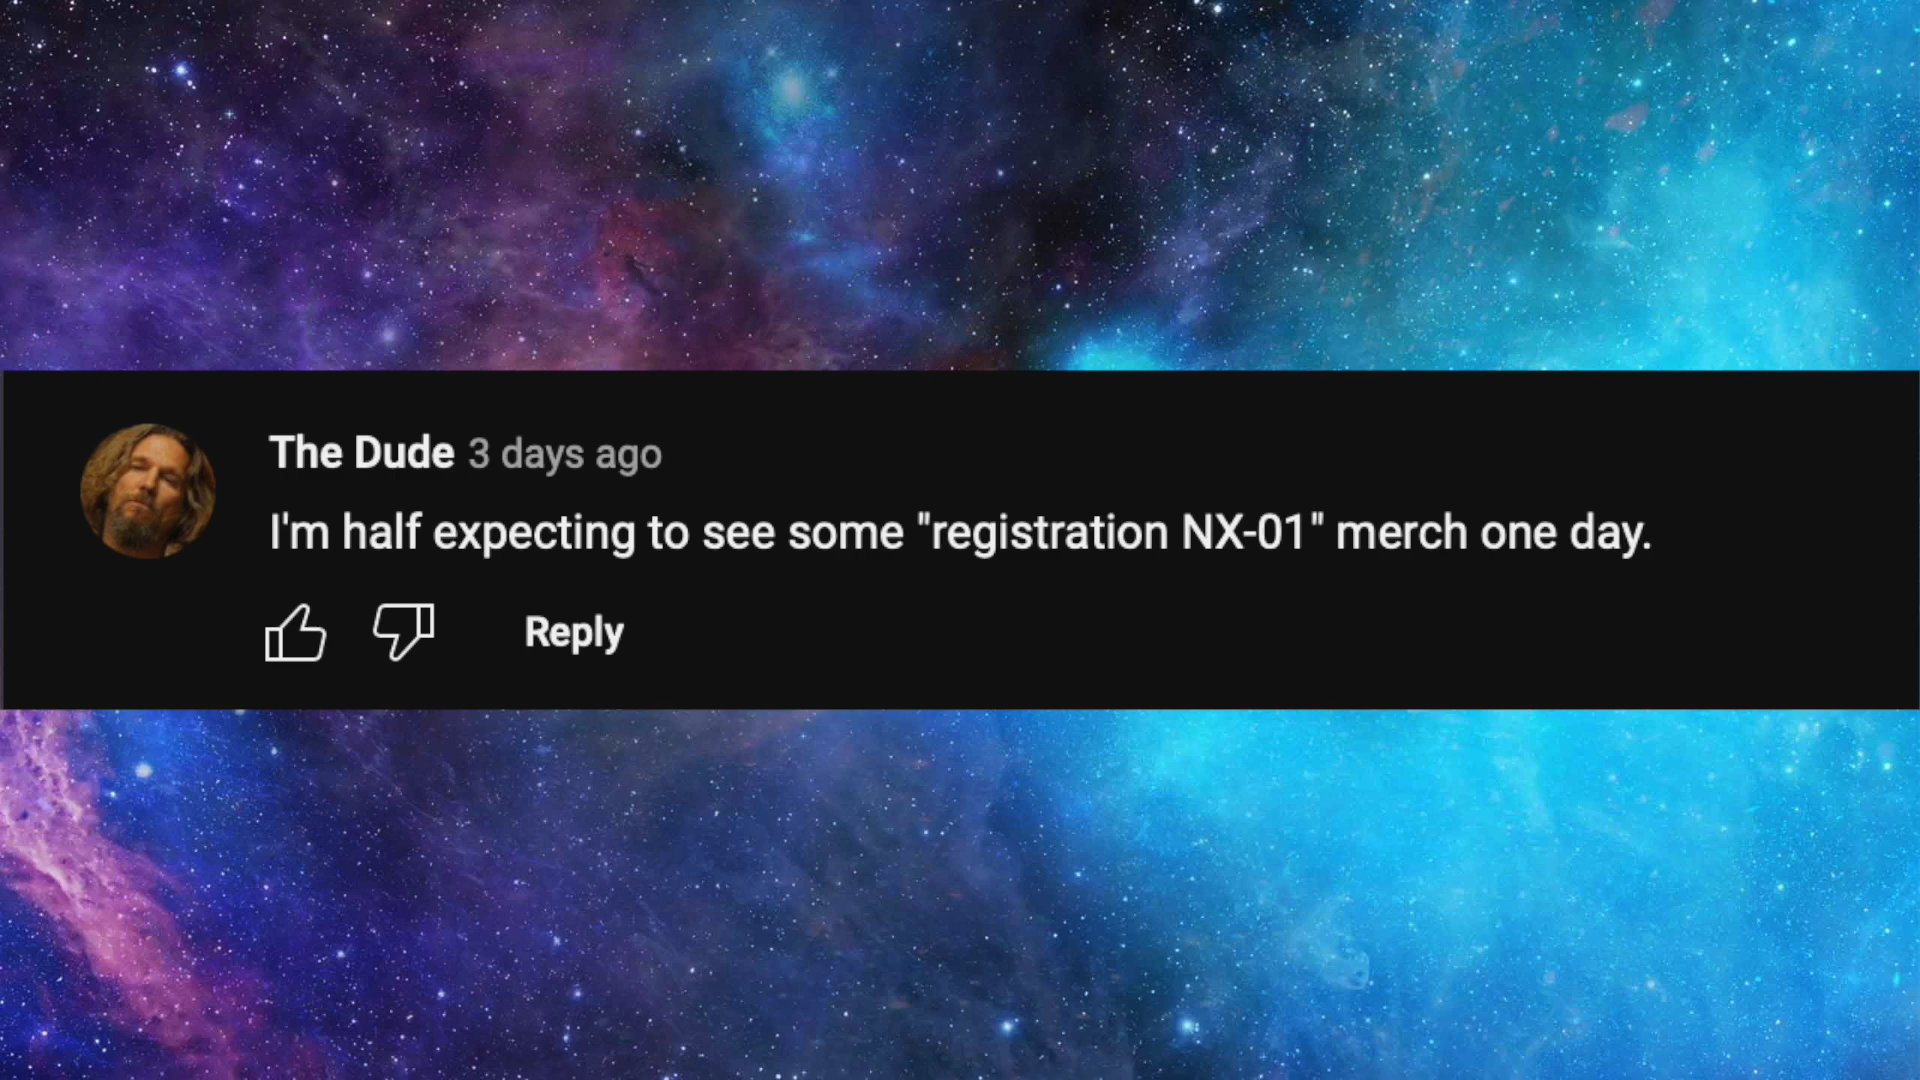 The Dude 3 days ago
I'm half expecting to see some "registration NX-01" merch one day.
Reply